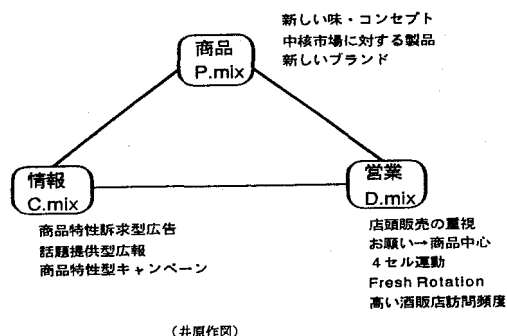 新しい味・コンセプト
中核市場に対する製品
新しいブランド
商品
P.mix
情報
C.mix
商品特性訴求型広告
話題提供型広報
商品特性型キャンペーン
営業
D.mix
店頭販売の重視
お願い→商品中心
4セル運動
Fresh Rotation
高い酒販店訪問頻度
(井原作図)